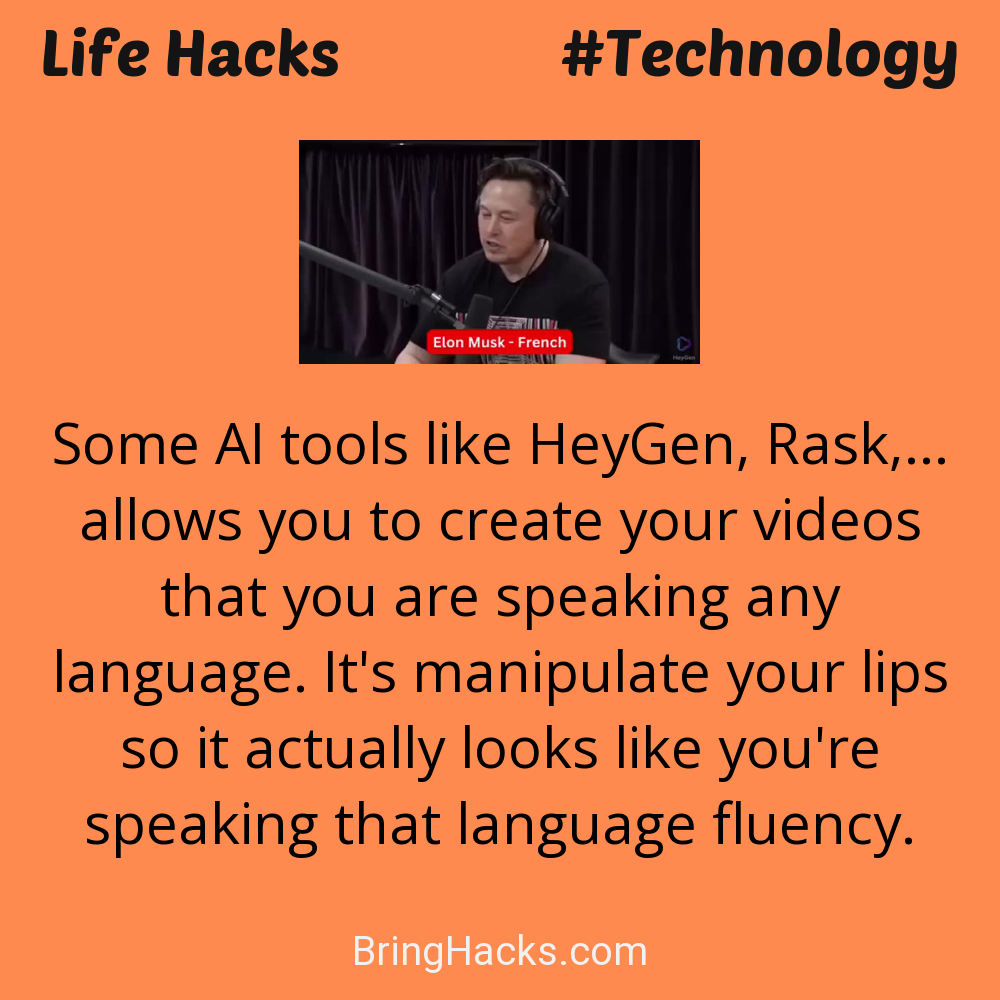 Life Hacks #Technology
Elon Musk - French
HeyGen
Some AI tools like HeyGen, Rask,...
allows you to create your videos
that you are speaking any
language. It's manipulate your lips
so it actually looks like you're
speaking that language fluency.
BringHacks.com